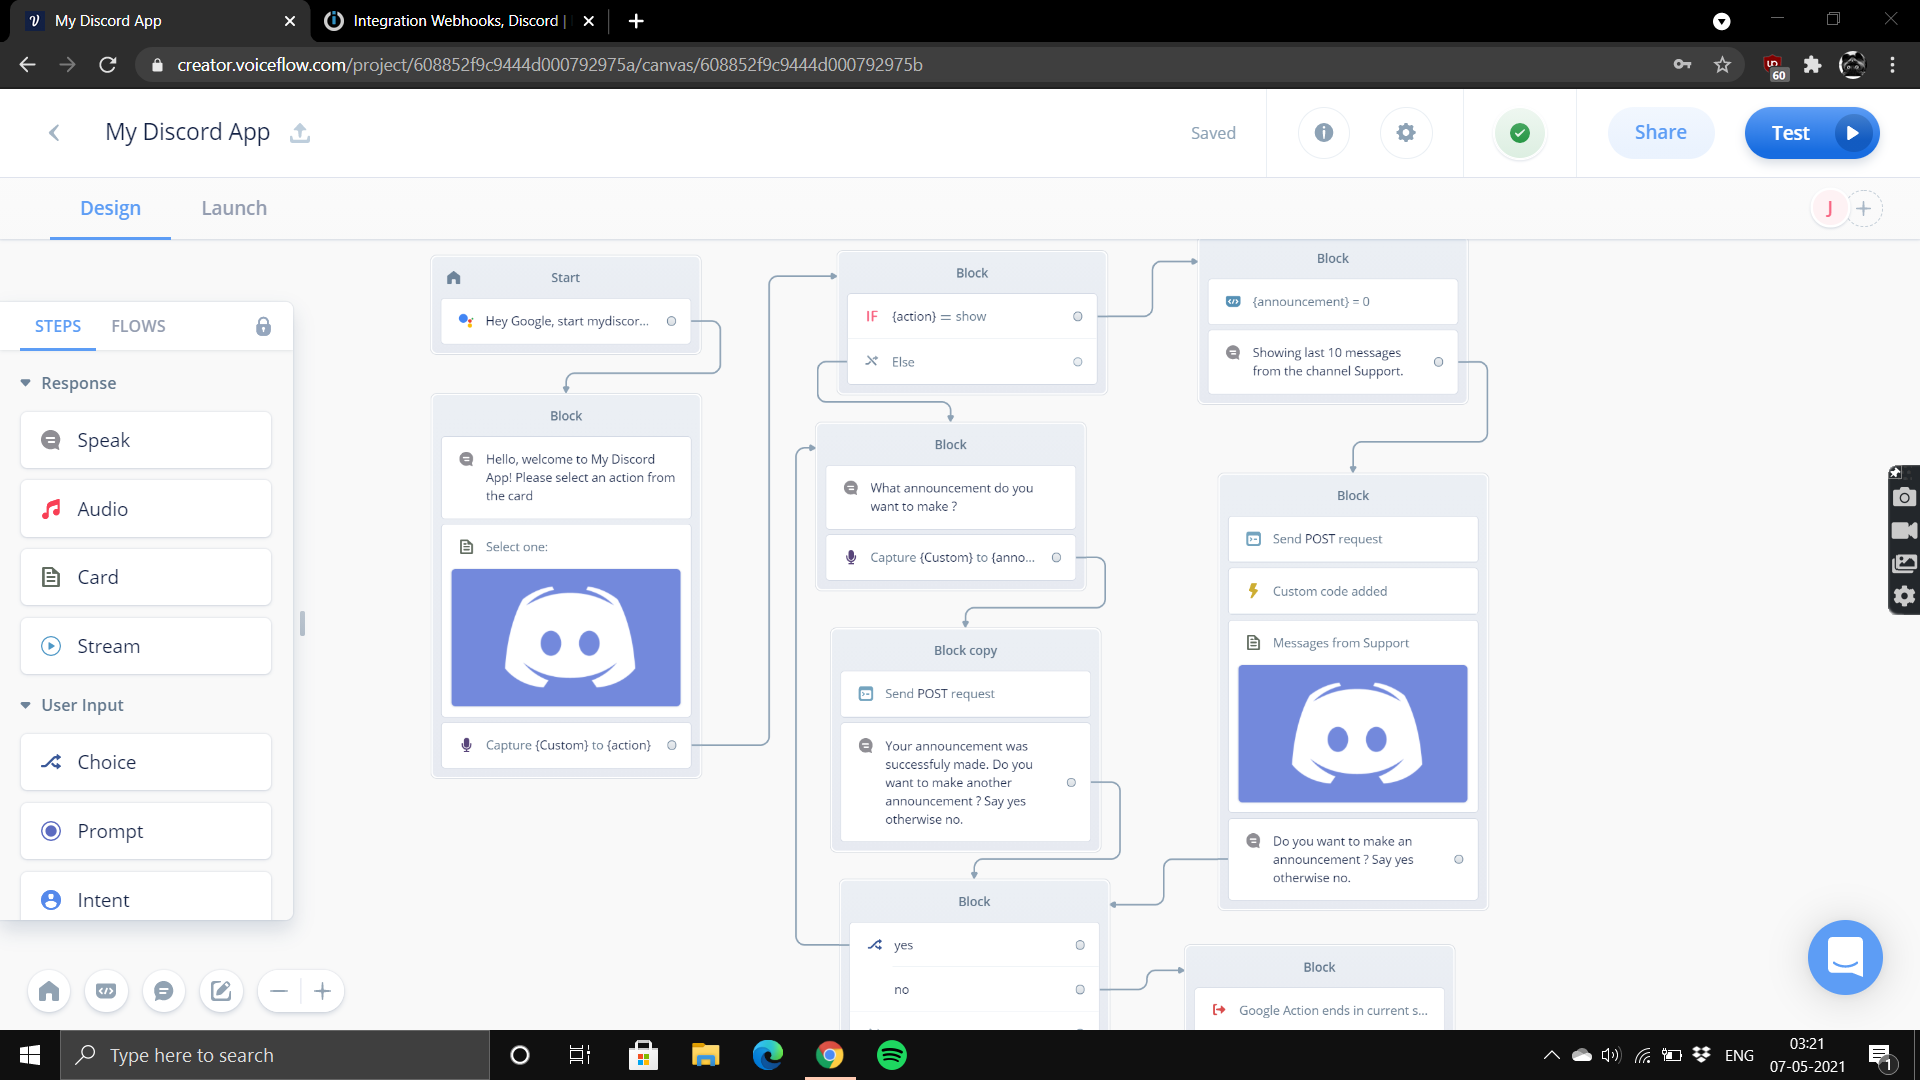 My Discord App
Integration Webhooks, Discord |
creator.voiceflow.com/project/608852f9c9444d000792975a/canvas/608852f9c9444d000792975b
60
My Discord App
Saved
Share
Test
Design
Launch
J
STEPS
FLOWS
Response
Speak
Audio
Card
Stream
User Input
Choice
Prompt
Intent
Start
Hey Google, start mydiscor...
Block
Hello, welcome to My Discord
App! Please select an action from
the card
Select one:
Capture {Custom} to {action}
Block
IF {action} = show
Else
Block
What announcement do you
want to make ?
Capture {Custom} to {anno...
Block copy
Send POST request
Your announcement was
successfuly made. Do you
want to make another
announcement ? Say yes
otherwise no.
Block
yes
no
Block
{announcement} = 0
Showing last 10 messages
from the channel Support.
Block
Send POST request
Custom code added
Messages from Support
Do you want to make an
announcement ? Say yes
otherwise no.
Block
Google Action ends in current s...
Type here to search
ENG
03:21
07-05-2021
1